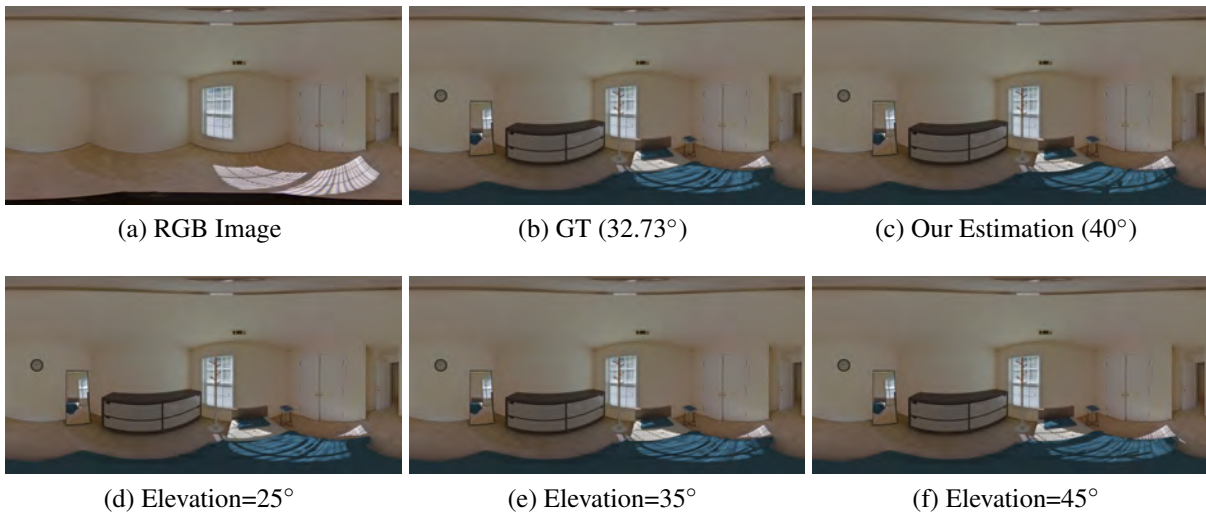 (a) RGB Image
(b) GT (32.73°)
(c) Our Estimation (40°)
(d) Elevation=25°
(e) Elevation=35°
(f) Elevation=45°